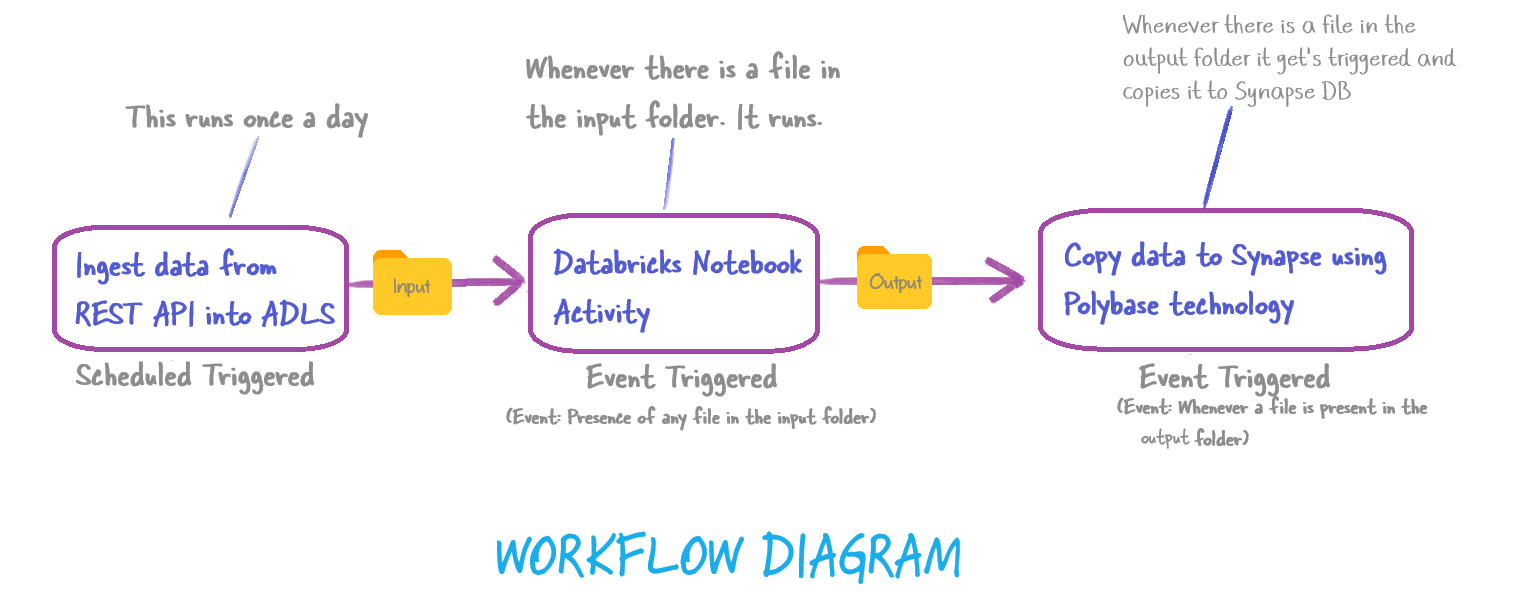 This runs once a day
Ingest data from
REST API into ADLS
Scheduled Triggered
Input
Whenever there is a file in
the input folder. It runs.
Databricks Notebook
Activity
Event Triggered
(Event: Presence of any file in the input folder)
Output
Whenever there is a file in the
output folder it get's triggered and
copies it to Synapse DB
Copy data to Synapse using
Polybase technology
Event Triggered
(Event: Whenever a file is present in the
output folder)
WORKFLOW DIAGRAM